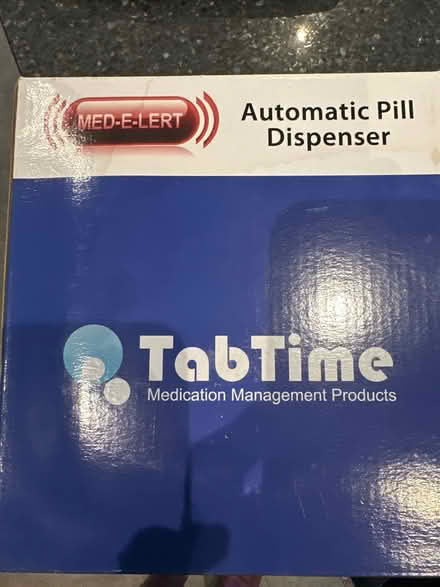 MED-E-LERT
Automatic Pill
Dispenser
TabTime
Medication Management Products